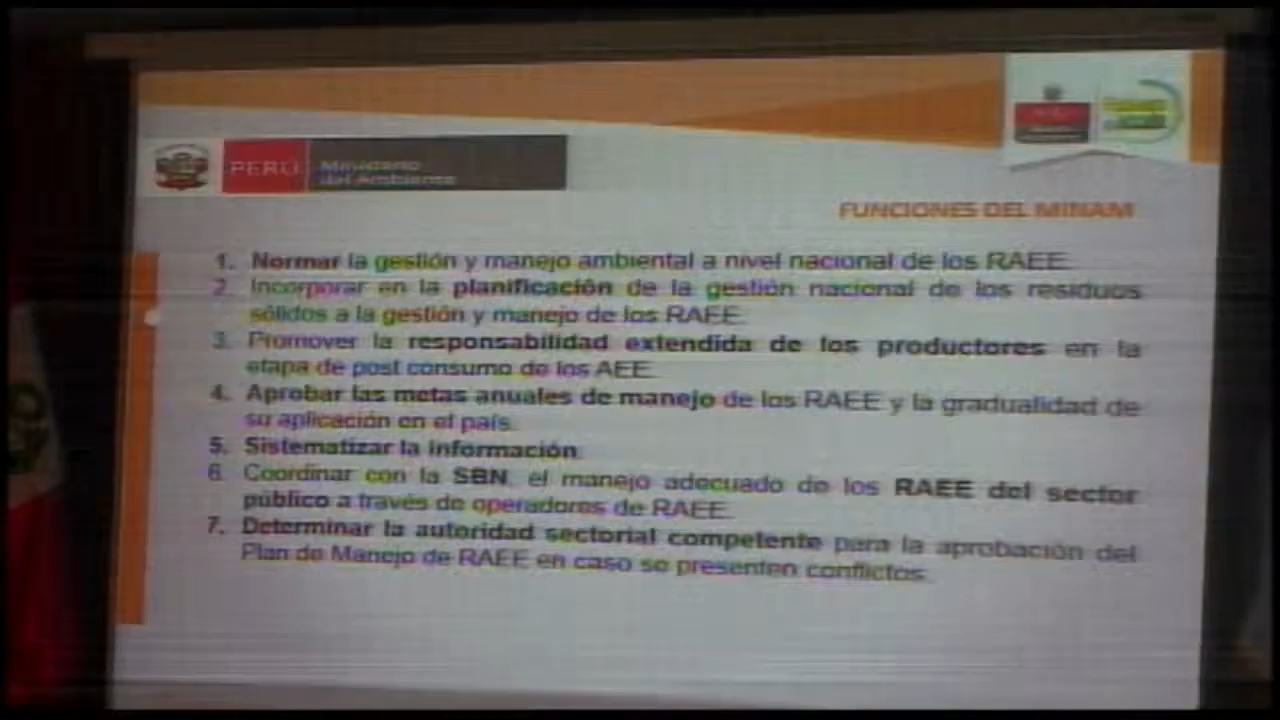 PERÚ
Ministerio
del Ambiente
FUNCIONES DEL MINAM
1. Normar la gestión y manejo ambiental a nivel nacional de los RAEE.
2. Incorporar en la planificación de la gestión nacional de los residuos
sólidos a la gestión y manejo de los RAEE.
3. Promover la responsabilidad extendida de los productores en la
etapa de post consumo de los AEE.
4. Aprobar las metas anuales de manejo de los RAEE y la gradualidad de
su aplicación en el país.
5. Sistematizar la información.
6. Coordinar con la SBN, el manejo adecuado de los RAEE del sector
público a través de operadores de RAEE.
7. Determinar la autoridad sectorial competente para la aprobación del
Plan de Manejo de RAEE en caso se presenten conflictos.